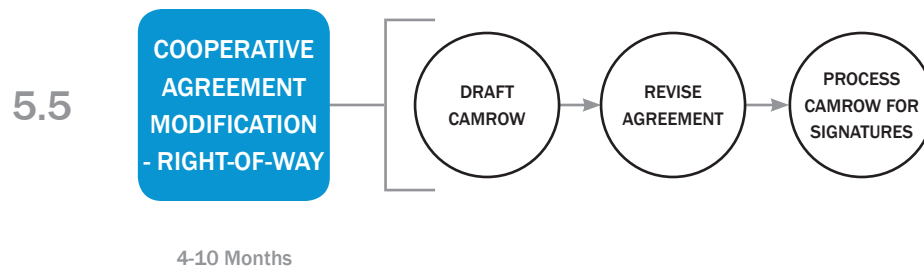 5.5
COOPERATIVE
AGREEMENT
MODIFICATION
- RIGHT-OF-WAY
DRAFT
CAMROW
REVISE
AGREEMENT
PROCESS
CAMROW FOR
SIGNATURES
4-10 Months